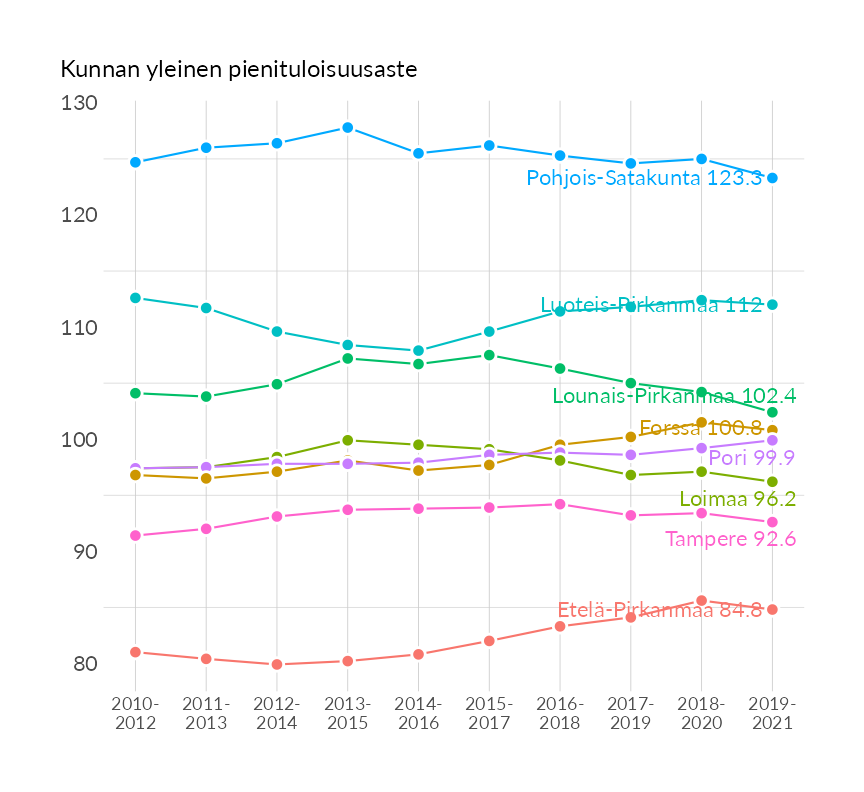 Kunnan yleinen pienituloisuusaste
130
120
110
100
90
80
Pohjois-Satakunta 123.3
Luoteis-Pirkanmaa 112
Lounais-Pirkanmaa 102.4
Forssa 100.8
Pori 99.9
Loimaa 96.2
Tampere 92.6
Etelä-Pirkanmaa 84.8
2010- 2011- 2012- 2013- 2014- 2015- 2016- 2017- 2018- 2019-
2012 2013 2014 2015 2016 2017 2018 2019 2020 2021